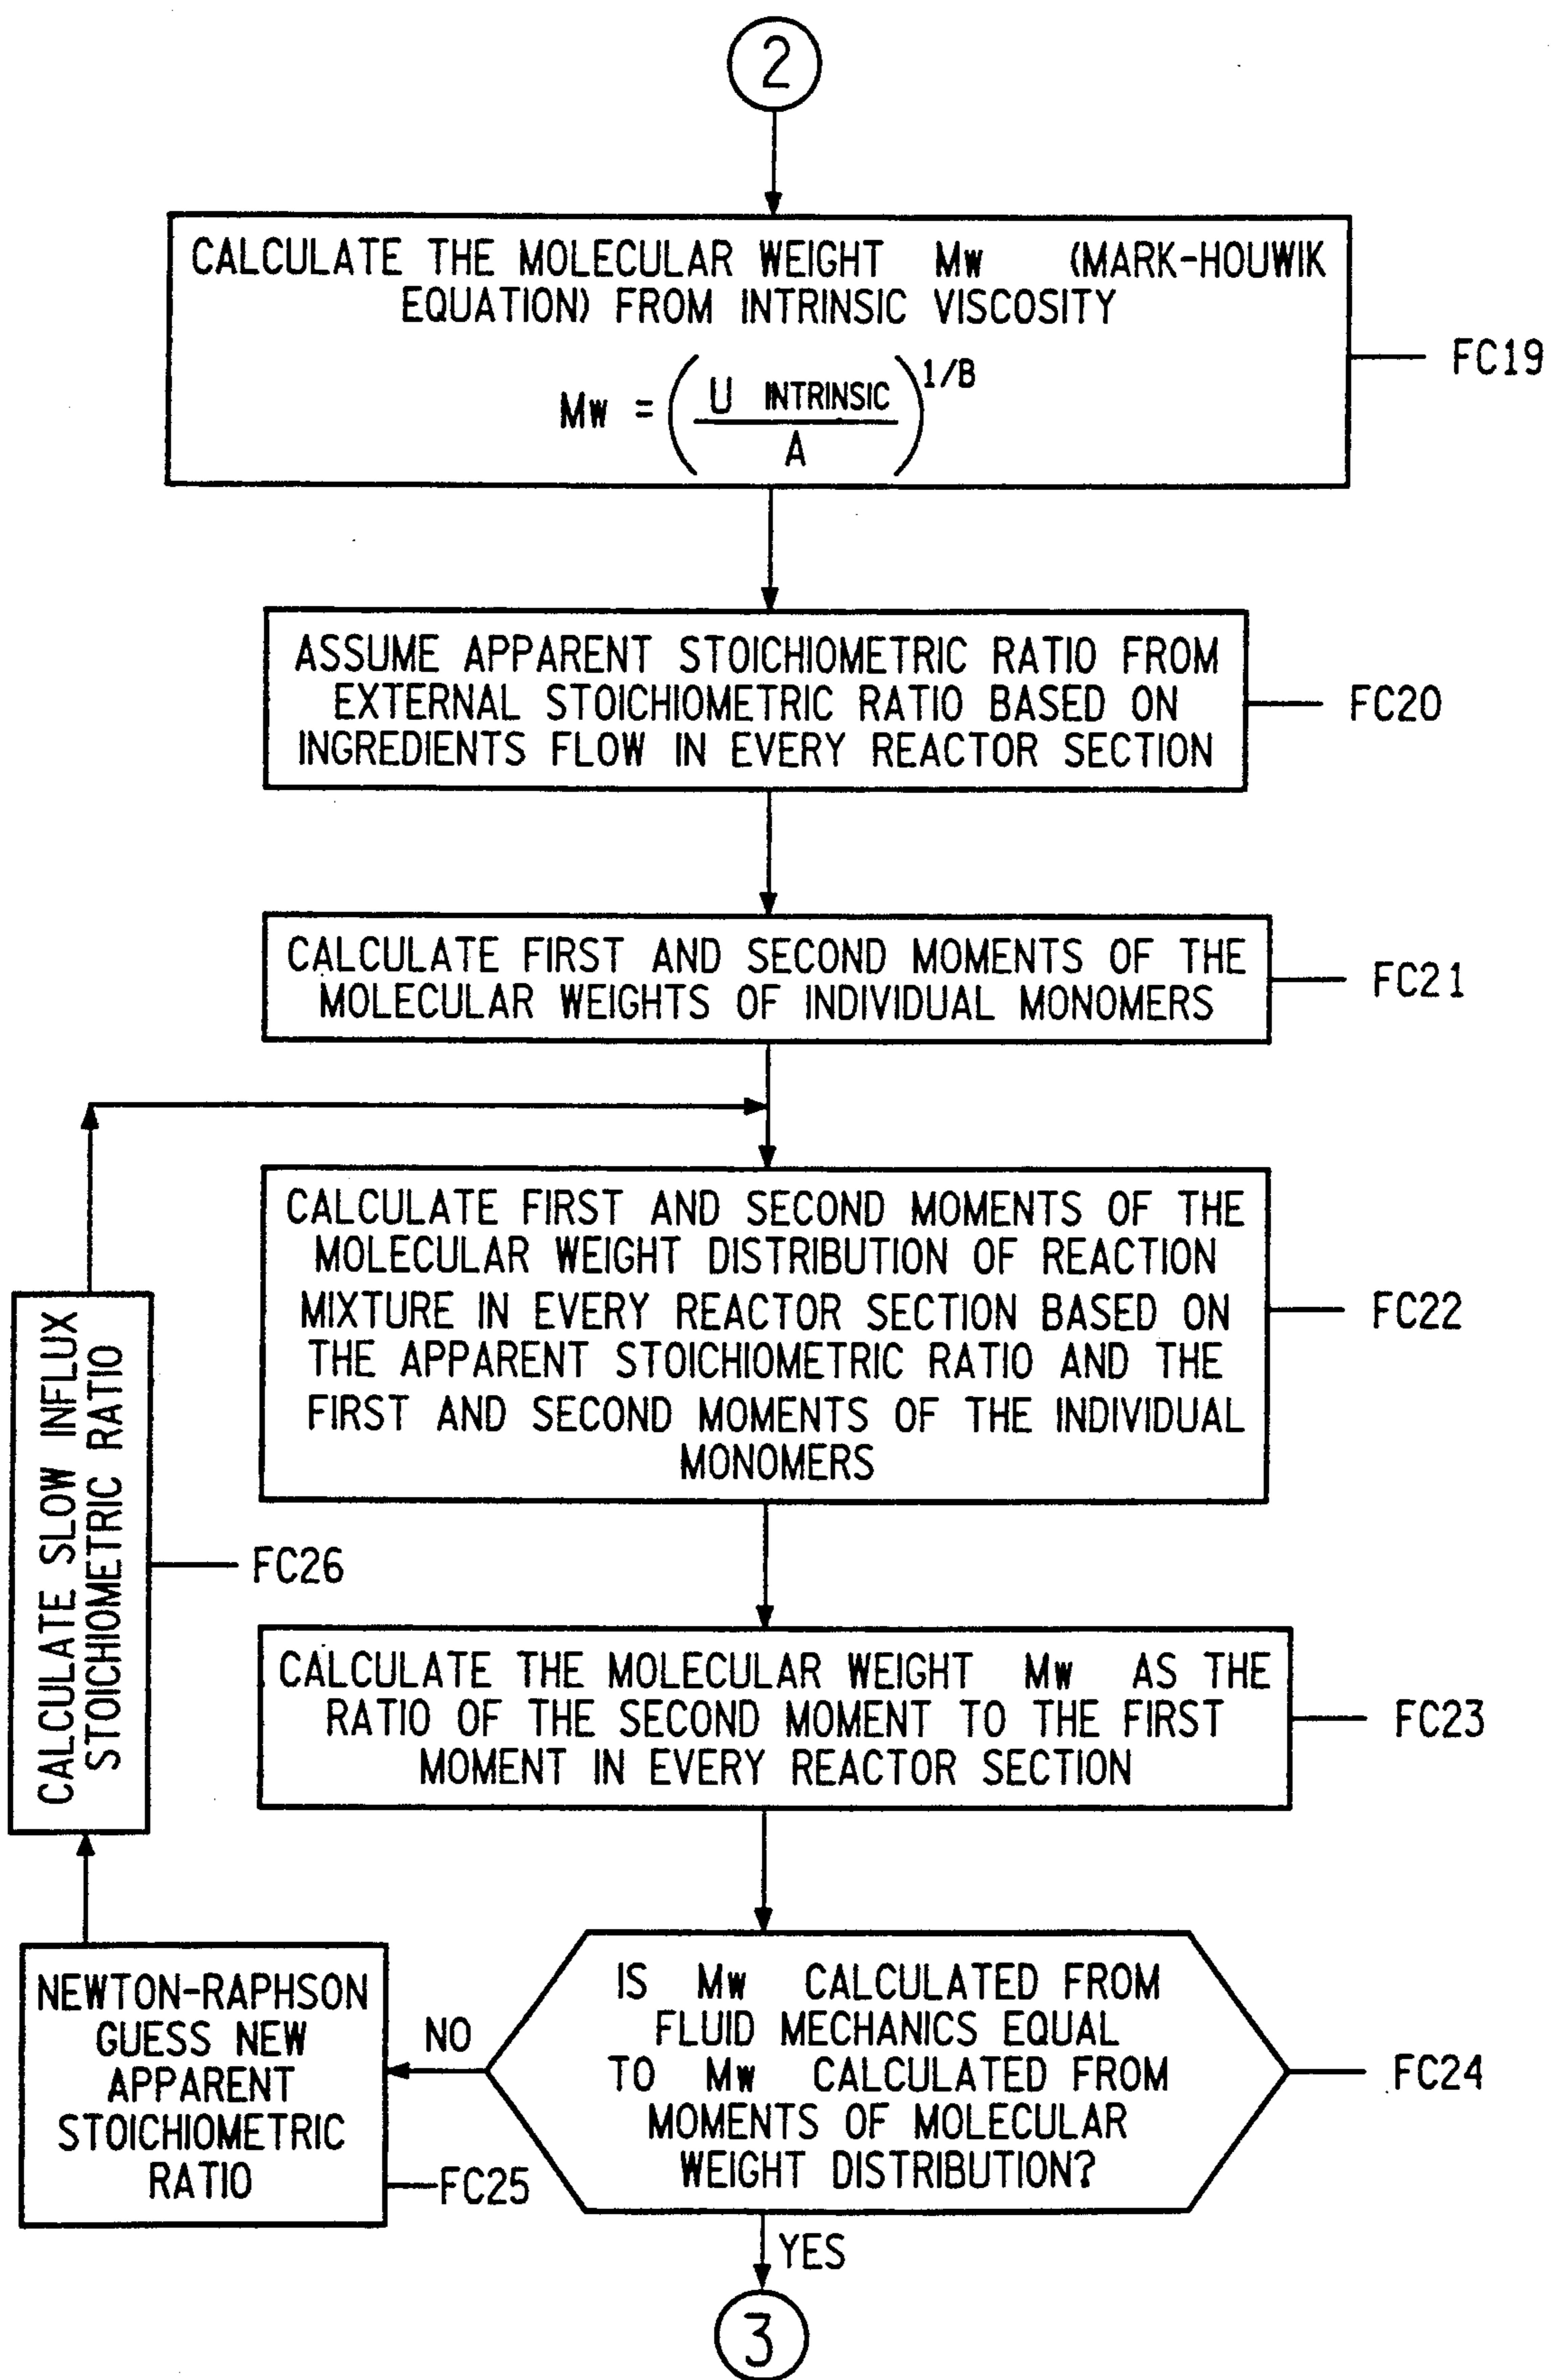 2
CALCULATE THE MOLECULAR WEIGHT Mw (MARK-HOUWIK
EQUATION) FROM INTRINSIC VISCOSITY
Mw = (U INTRINSIC / A)^1/B
FC19
ASSUME APPARENT STOICHIOMETRIC RATIO FROM
EXTERNAL STOICHIOMETRIC RATIO BASED ON
INGREDIENTS FLOW IN EVERY REACTOR SECTION
FC20
CALCULATE FIRST AND SECOND MOMENTS OF THE
MOLECULAR WEIGHTS OF INDIVIDUAL MONOMERS
FC21
CALCULATE FIRST AND SECOND MOMENTS OF THE
MOLECULAR WEIGHT DISTRIBUTION OF REACTION
MIXTURE IN EVERY REACTOR SECTION BASED ON
THE APPARENT STOICHIOMETRIC RATIO AND THE
FIRST AND SECOND MOMENTS OF THE INDIVIDUAL
MONOMERS
FC22
CALCULATE SLOW INFLUX
STOICHIOMETRIC RATIO
FC26
CALCULATE THE MOLECULAR WEIGHT Mw AS THE
RATIO OF THE SECOND MOMENT TO THE FIRST
MOMENT IN EVERY REACTOR SECTION
FC23
IS Mw CALCULATED FROM
FLUID MECHANICS EQUAL
TO Mw CALCULATED FROM
MOMENTS OF MOLECULAR
WEIGHT DISTRIBUTION?
FC24
NO
NEWTON-RAPHSON
GUESS NEW
APPARENT
STOICHIOMETRIC
RATIO
FC25
YES
3